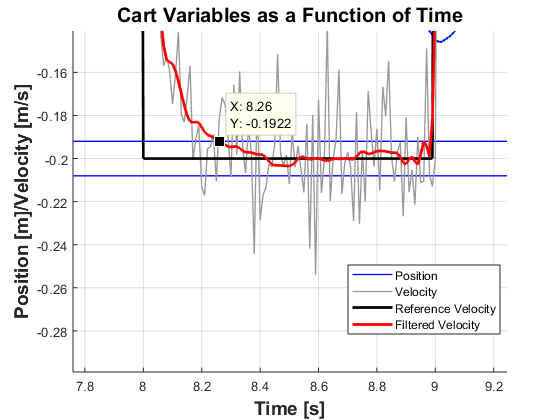 Cart Variables as a Function of Time
Position [m]/Velocity [m/s]
-0.16
-0.18
-0.2
-0.22
-0.24
-0.26
-0.28
X: 8.26
Y: -0.1922
Position
Velocity
Reference Velocity
Filtered Velocity
7.8 8 8.2 8.4 8.6 8.8 9 9.2
Time [s]